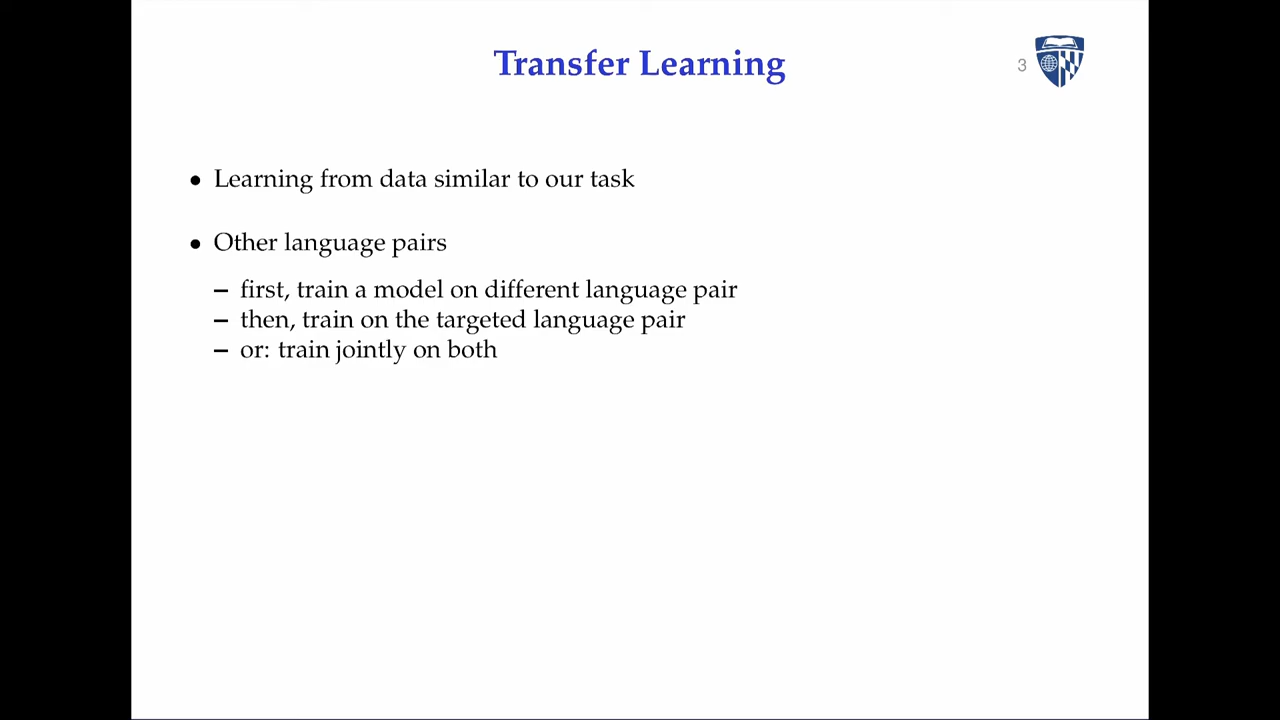 Transfer Learning
3
• Learning from data similar to our task
• Other language pairs
– first, train a model on different language pair
– then, train on the targeted language pair
– or: train jointly on both